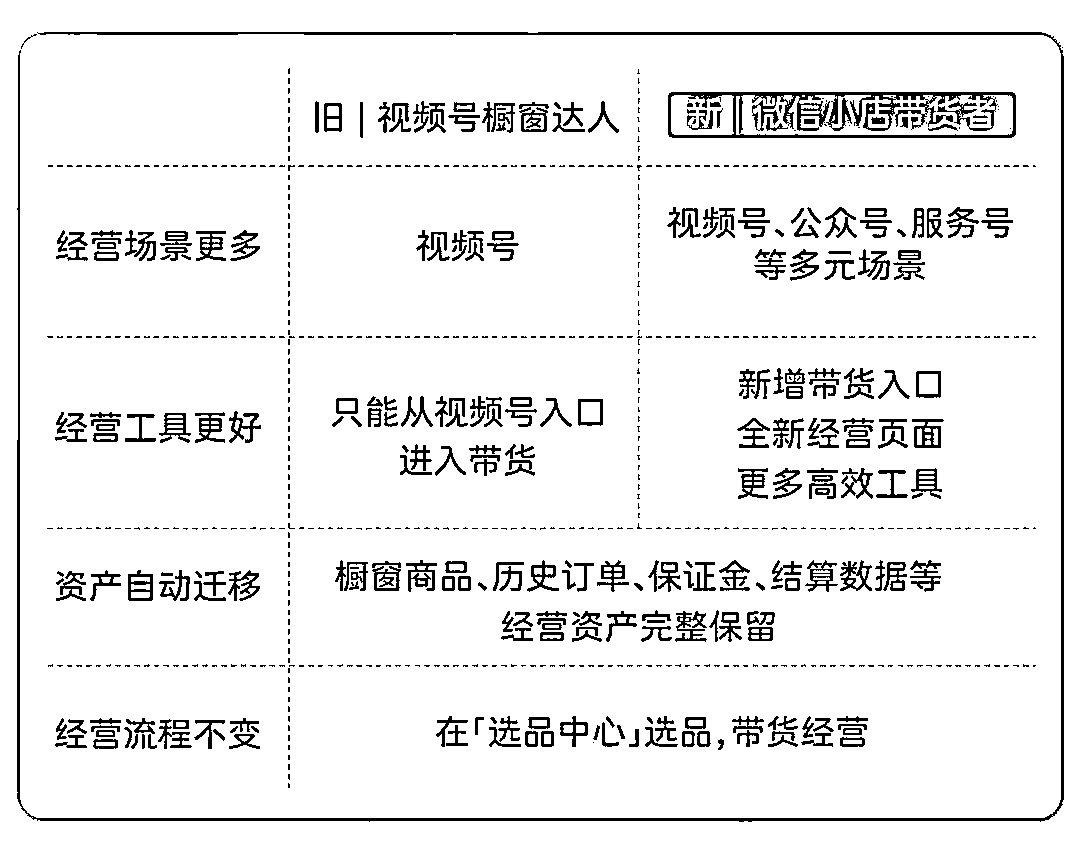 旧 | 视频号橱窗达人
新 || 微信小店带货者
经营场景更多
视频号
视频号、公众号、服务号
等多元场景
经营工具更好
只能从视频号入口
进入带货
新增带货入口
全新经营页面
更多高效工具
资产自动迁移
橱窗商品、历史订单、保证金、结算数据等
经营资产完整保留
经营流程不变
在「选品中心」选品,带货经营